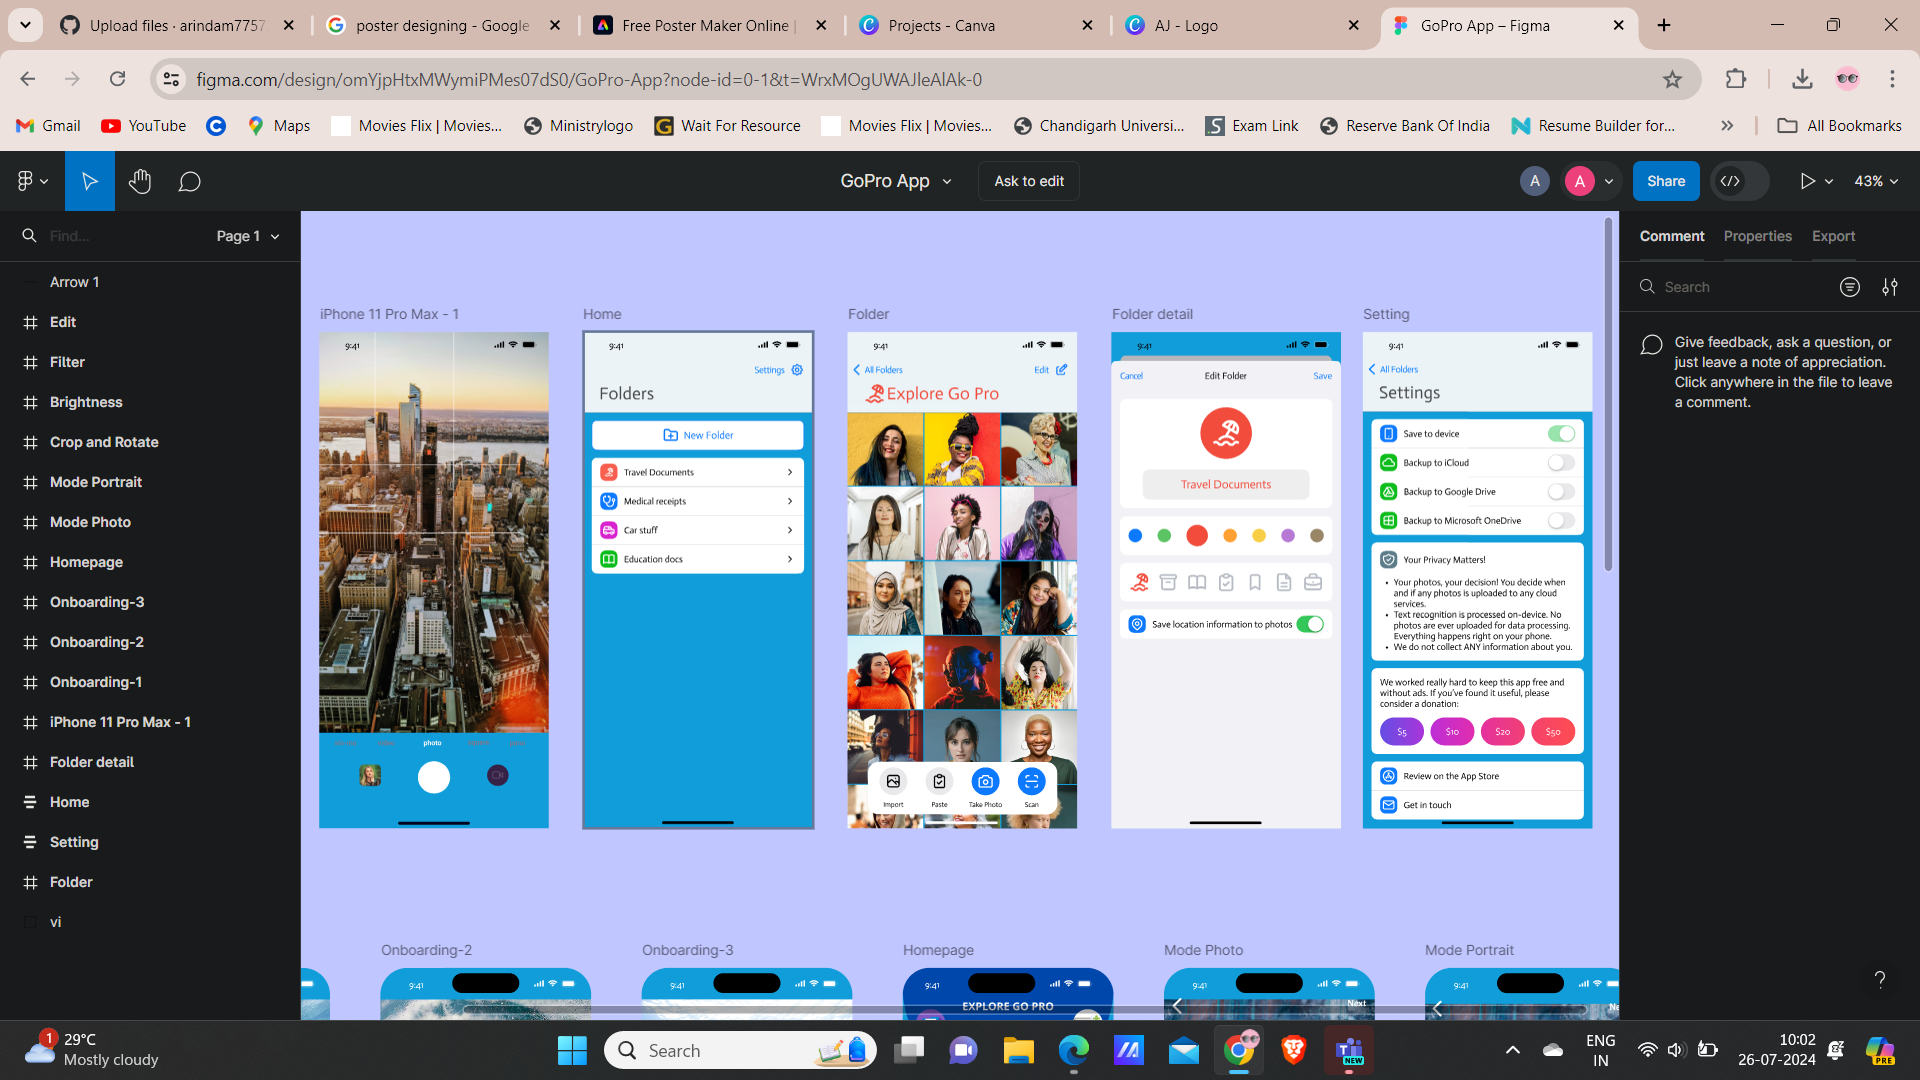 Upload files · arindam7757
poster designing - Google
Free Poster Maker Online |
Projects - Canva
AJ - Logo
GoPro App – Figma
figma.com/design/omYjpHtxMWymiPMes07dS0/GoPro-App?node-id=0-1&t=WrxMOgUWAJleAlAk-0
Gmail
YouTube
Maps
Movies Flix | Movies...
Ministrylogo
Wait For Resource
Movies Flix | Movies...
Chandigarh Universi...
Exam Link
Reserve Bank Of India
Resume Builder for...
All Bookmarks
GoPro App
Ask to edit
A
A
Share
43%
Find...
Page 1
Arrow 1
Edit
Filter
Brightness
Crop and Rotate
Mode Portrait
Mode Photo
Homepage
Onboarding-3
Onboarding-2
Onboarding-1
iPhone 11 Pro Max - 1
Folder detail
Home
Setting
Folder
vi
iPhone 11 Pro Max - 1
9:41
photo
Home
9:41
Settings
Folders
New Folder
Travel Documents
Medical receipts
Car stuff
Education docs
Folder
9:41
All Folders
Edit
Explore Go Pro
Import
Paste
Take Photo
Scan
Folder detail
9:41
Cancel
Edit Folder
Save
Travel Documents
Save location information to photos
Setting
9:41
All Folders
Settings
Save to device
Backup to iCloud
Backup to Google Drive
Backup to Microsoft OneDrive
Your Privacy Matters!
• Your photos, your decision! You decide when
and if any photos is uploaded to any cloud
services.
• Text recognition is processed on-device. No
photos are ever uploaded for data processing.
Everything happens right on your phone.
• We do not collect ANY information about you.
We worked really hard to keep this app free and
without ads. If you've found it useful, please
consider a donation:
$5
$10
$20
$50
Review on the App Store
Get in touch
Onboarding-2
9:41
Onboarding-3
9:41
Homepage
9:41
EXPLORE GO PRO
Mode Photo
9:41
Next
Mode Portrait
9:41
Ne
Comment
Properties
Export
Search
Give feedback, ask a question, or
just leave a note of appreciation.
Click anywhere in the file to leave
a comment.
?
1
29°C
Mostly cloudy
Search
NEW
ENG
IN
10:02
26-07-2024
PRE